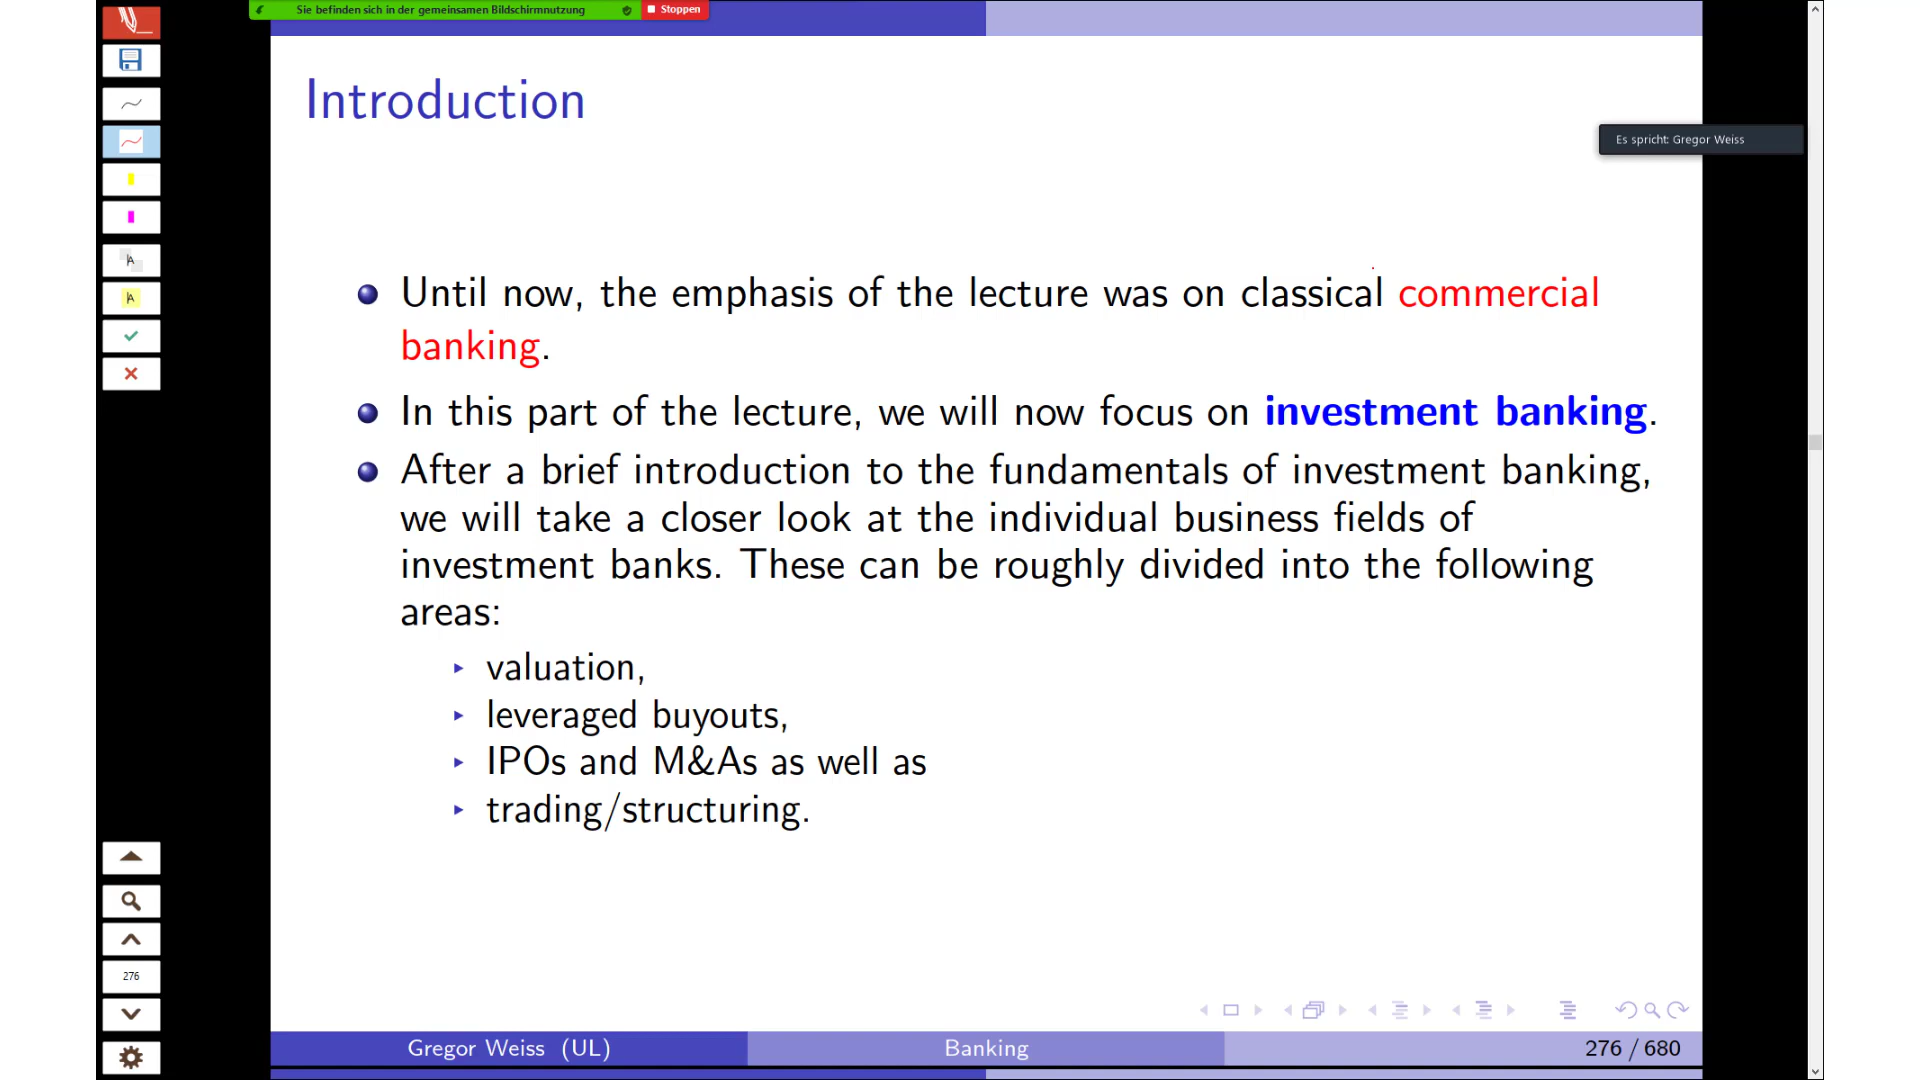 Sie befinden sich in der gemeinsamen Bildschirmnutzung
Stoppen
Introduction
Es spricht: Gregor Weiss
Until now, the emphasis of the lecture was on classical commercial
banking.
In this part of the lecture, we will now focus on investment banking.
After a brief introduction to the fundamentals of investment banking,
we will take a closer look at the individual business fields of
investment banks. These can be roughly divided into the following
areas:
valuation,
leveraged buyouts,
IPOs and M&As as well as
trading/structuring.
A
A
276
Gregor Weiss (UL)
Banking
276 / 680